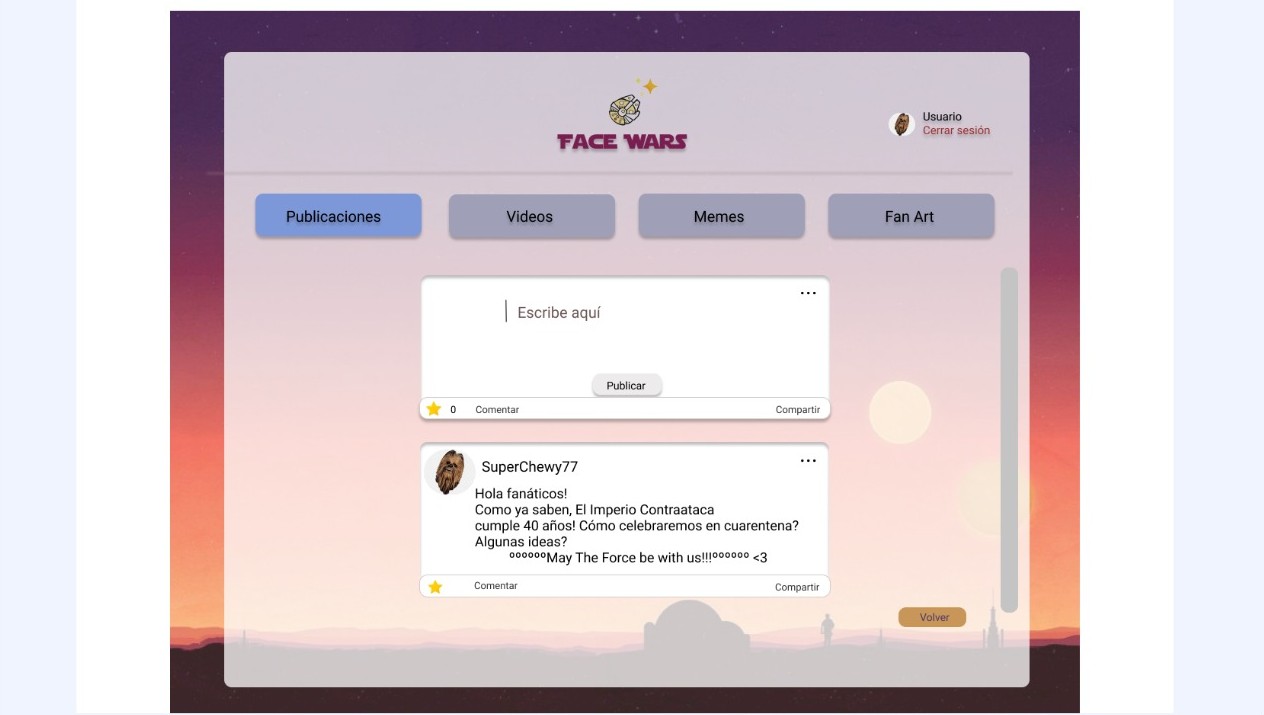 FACE WARS
Usuario
Cerrar sesión
Publicaciones
Videos
Memes
Fan Art
...
Escribe aquí
Publicar
0 Comentar Compartir
SuperChewy77 ...
Hola fanáticos!
Como ya saben, El Imperio Contraataca
cumple 40 años! Cómo celebraremos en cuarentena?
Algunas ideas?
ººººººMay The Force be with us!!!ºººººº <3
Comentar Compartir
Volver